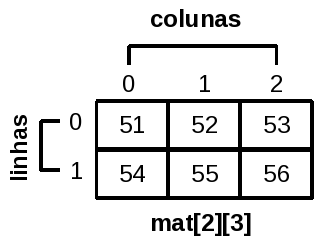 colunas
0 1 2
linhas
0 51 52 53
1 54 55 56
mat[2][3]